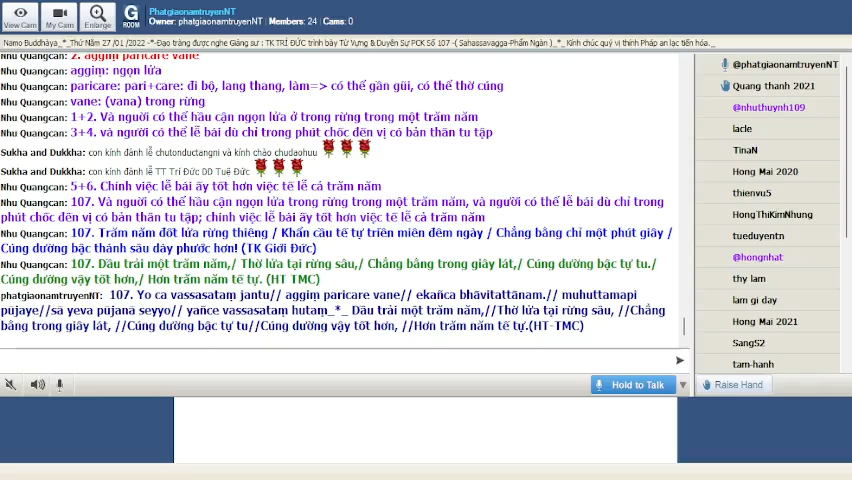 PhatgiaonamtruyenNT
Owner: phatgiaonamtruyenNT | Members: 24 | Cams: 0
View Cam
My Cam
Enlarge
G
ROOM
Namo Buddhàya_*_Thứ Năm 27 /01 /2022 -*-Đạo tràng được nghe Giảng sư : TK TRÍ ĐỨC trình bày Từ Vựng & Duyên Sự PCK Số 107 -( Sahassavagga-Phẩm Ngàn )_*_ Kính chúc quý vị thính Pháp an lạc tiến hóa._
Nhu Quangcan: 2. aggiṃ paricare vane
Nhu Quangcan: aggiṃ: ngọn lửa
Nhu Quangcan: paricare: pari+care: đi bộ, lang thang, làm=> có thể gần gũi, có thể thờ cúng
Nhu Quangcan: vane: (vana) trong rừng
Nhu Quangcan: 1+2. Và người có thể hầu cận ngọn lửa ở trong rừng trong một trăm năm
Nhu Quangcan: 3+4. và người có thể lễ bái dù chỉ trong phút chốc đến vị có bản thân tu tập
Sukha and Dukkha: con kính đảnh lễ chutonductangni và kính chào chudaohuu
Sukha and Dukkha: con kính đảnh lễ TT Trí Đức DD Tuệ Đức
Nhu Quangcan: 5+6. Chính việc lễ bái ấy tốt hơn việc tế lễ cả trăm năm
Nhu Quangcan: 107. Và người có thể hầu cận ngọn lửa trong rừng trong một trăm năm, và người có thể lễ bái dù chỉ trong
phút chốc đến vị có bản thân tu tập; chính việc lễ bái ấy tốt hơn việc tế lễ cả trăm năm
Nhu Quangcan: 107. Trăm năm đốt lửa rừng thiêng / Khấn cầu tế tự triền miên đêm ngày / Chẳng bằng chỉ một phút giây /
Cúng dường bậc thánh sâu dày phước hơn! (TK Giới Đức)
Nhu Quangcan: 107. Dầu trải một trăm năm,/ Thờ lửa tại rừng sâu,/ Chẳng bằng trong giây lát,/ Cúng dường bậc tự tu./
Cúng dường vậy tốt hơn,/ Hơn trăm năm tế tự. (HT TMC)
phatgiaonamtruyenNT: 107. Yo ca vassasataṃ jantu// aggiṃ paricare vane// ekañca bhāvitattānam.// muhuttamapi
pūjaye//sā yeva pūjanā seyyo// yañce vassasataṃ hutaṃ_*_ Dầu trải một trăm năm,//Thờ lửa tại rừng sâu, //Chẳng
bằng trong giây lát, //Cúng dường bậc tự tu//Cúng dường vậy tốt hơn, //Hơn trăm năm tế tự.(HT-TMC)
Hold to Talk
@phatgiaonamtruyenNT
Quang thanh 2021
@nhuthuynh109
lacle
TinaN
Hong Mai 2020
thienvu5
HongThiKimNhung
tueduyentn
@hongnhat
thy lam
lam gi day
Hong Mai 2021
SangS2
tam-hanh
Raise Hand